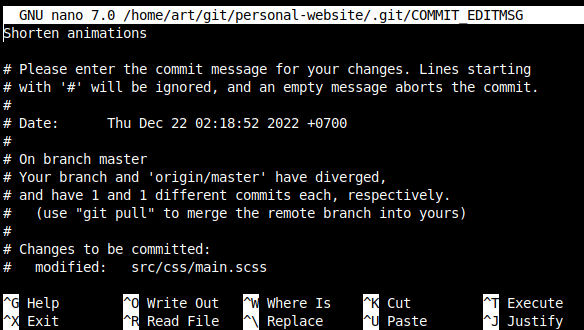 GNU nano 7.0 /home/art/git/personal-website/.git/COMMIT_EDITMSG
Shorten animations

# Please enter the commit message for your changes. Lines starting
# with '#' will be ignored, and an empty message aborts the commit.
#
# Date:      Thu Dec 22 02:18:52 2022 +0700
#
# On branch master
# Your branch and 'origin/master' have diverged,
# and have 1 and 1 different commits each, respectively.
#   (use "git pull" to merge the remote branch into yours)
#
# Changes to be committed:
#   modified:   src/css/main.scss

^G Help        ^O Write Out   ^W Where Is    ^K Cut         ^T Execute
^X Exit        ^R Read File   ^\ Replace     ^U Paste       ^J Justify